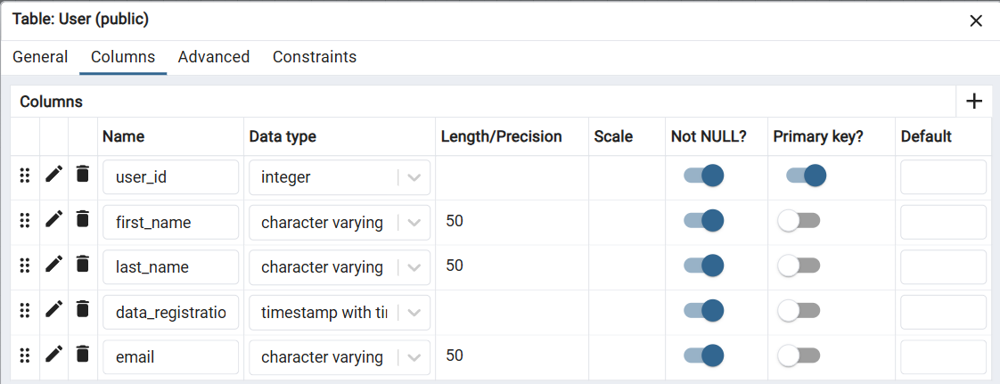 Table: User (public)
General Columns Advanced Constraints
Columns
Name Data type Length/Precision Scale Not NULL? Primary key? Default
user_id integer
first_name character varying 50
last_name character varying 50
data_registratio timestamp with tii
email character varying 50